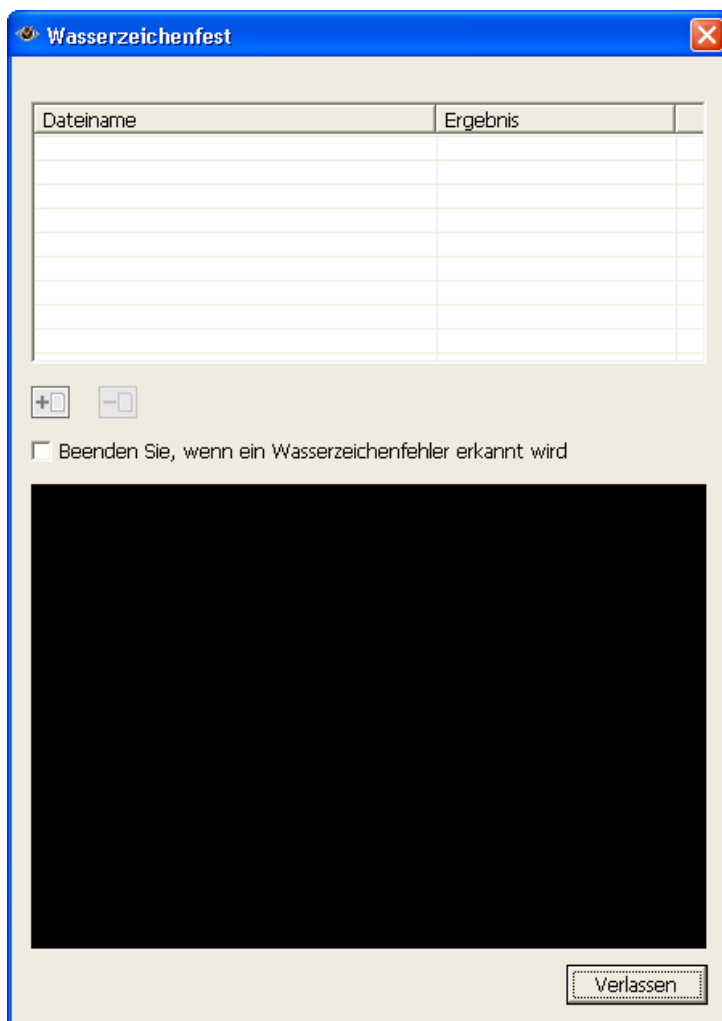 Wasserzeichenfest
Dateiname Ergebnis
Beenden Sie, wenn ein Wasserzeichenfehler erkannt wird
Verlassen